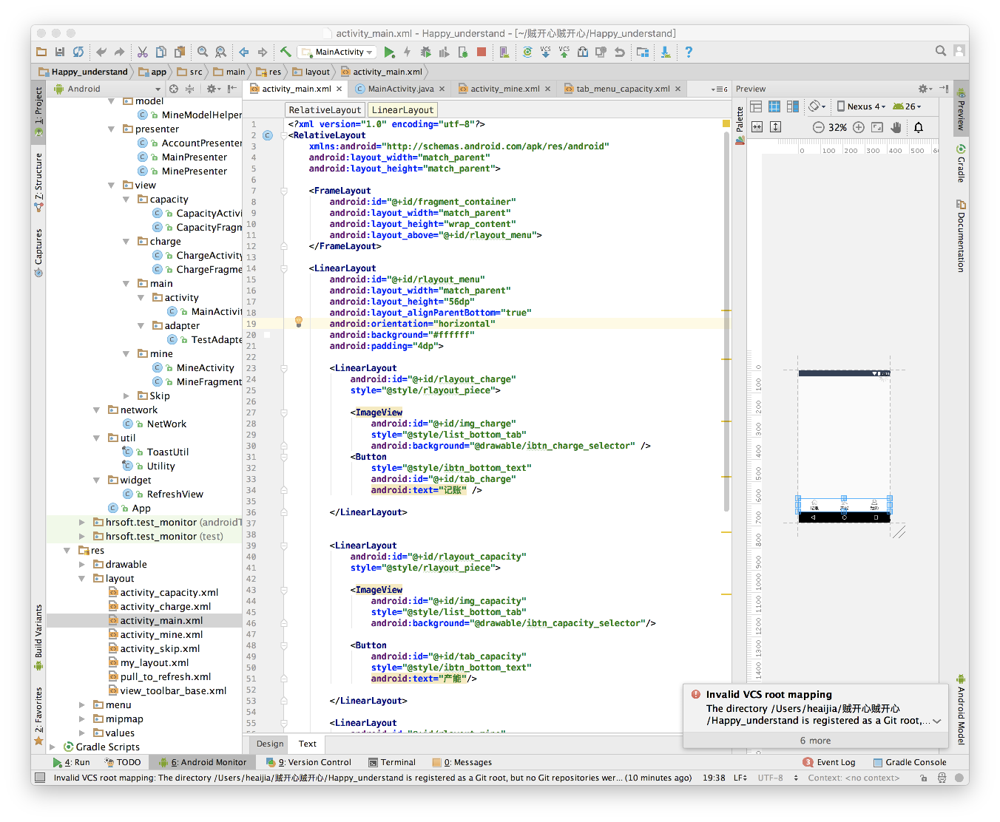 activity_main.xml - Happy_understand - [~/贼开心贼开心/Happy_understand]
MainActivity
VCS VCS
Happy_understand app src main res layout activity_main.xml
Android
activity_main.xml MainActivity.java activity_mine.xml tab_menu_capacity.xml
Preview
RelativeLayout LinearLayout
Nexus 4 26
32%
1: Project
Z: Structure
Captures
Build Variants
2: Favorites
model
MineModelHelper
presenter
AccountPresenter
MainPresenter
MinePresenter
view
capacity
CapacityActivi
CapacityFragn
charge
ChargeActivity
ChargeFragme
main
activity
MainActivit
adapter
TestAdapte
mine
MineActivity
MineFragment
Skip
network
NetWork
util
ToastUtil
Utility
widget
RefreshView
App
hrsoft.test_monitor (androidT
hrsoft.test_monitor (test)
res
drawable
layout
activity_capacity.xml
activity_charge.xml
activity_main.xml
activity_mine.xml
activity_skip.xml
my_layout.xml
pull_to_refresh.xml
view_toolbar_base.xml
menu
mipmap
values
Gradle Scripts
1 <?xml version="1.0" encoding="utf-8"?>
2 <RelativeLayout
3 xmlns:android="http://schemas.android.com/apk/res/android"
4 android:layout_width="match_parent"
5 android:layout_height="match_parent">
6
7 <FrameLayout
8 android:id="@+id/fragment_container"
9 android:layout_width="match_parent"
10 android:layout_height="wrap_content"
11 android:layout_above="@+id/rlayout_menu">
12 </FrameLayout>
13
14 <LinearLayout
15 android:id="@+id/rlayout_menu"
16 android:layout_width="match_parent"
17 android:layout_height="56dp"
18 android:layout_alignParentBottom="true"
19 android:orientation="horizontal"
20 android:background="#ffffff"
21 android:padding="4dp">
22
23 <LinearLayout
24 android:id="@+id/rlayout_charge"
25 style="@style/rlayout_piece">
26
27 <ImageView
28 android:id="@+id/img_charge"
29 style="@style/list_bottom_tab"
30 android:background="@drawable/ibtn_charge_selector" />
31 <Button
32 style="@style/ibtn_bottom_text"
33 android:id="@+id/tab_charge"
34 android:text="记账" />
35
36 </LinearLayout>
37
38
39 <LinearLayout
40 android:id="@+id/rlayout_capacity"
41 style="@style/rlayout_piece">
42
43 <ImageView
44 android:id="@+id/img_capacity"
45 style="@style/list_bottom_tab"
46 android:background="@drawable/ibtn_capacity_selector"/>
47
48 <Button
49 android:id="@+id/tab_capacity"
50 style="@style/ibtn_bottom_text"
51 android:text="产能"/>
52
53 </LinearLayout>
54
55 <LinearLayout
Palette
0 100 200 300 400 500
0
100
200
300
400
500
600
700
800
900
1000
1100
1200
1300
1400
记账 产能 我的
Preview
Gradle
Documentation
Android Model
Invalid VCS root mapping
The directory /Users/heaijia/贼开心贼开心
/Happy_understand is registered as a Git root,...
6 more
Design Text
4: Run TODO 6: Android Monitor 9: Version Control Terminal 0: Messages 3 Event Log Gradle Console
Invalid VCS root mapping: The directory /Users/heaijia/贼开心贼开心/Happy_understand is registered as a Git root, but no Git repositories wer... (10 minutes ago) 19:38 LF UTF-8 Context: <no context>